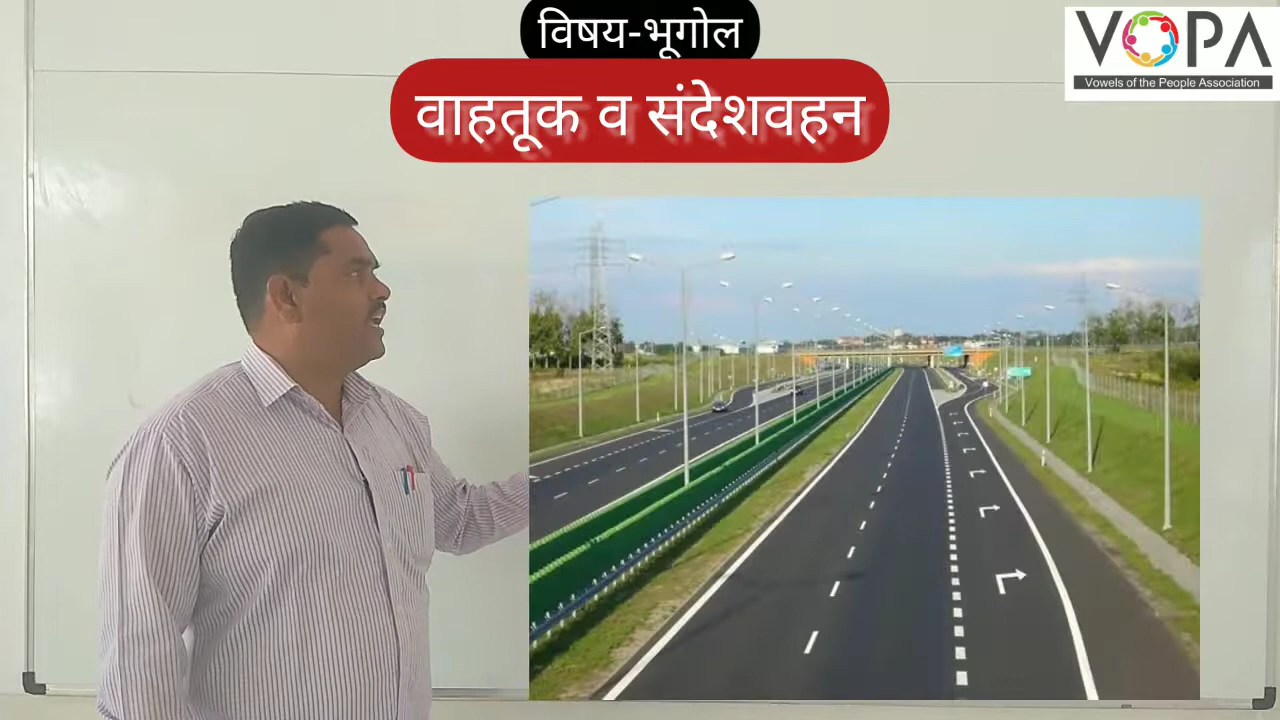 विषय-भूगोल
VOPA
Vowels of the People Association
वाहतूक व संदेशवहन